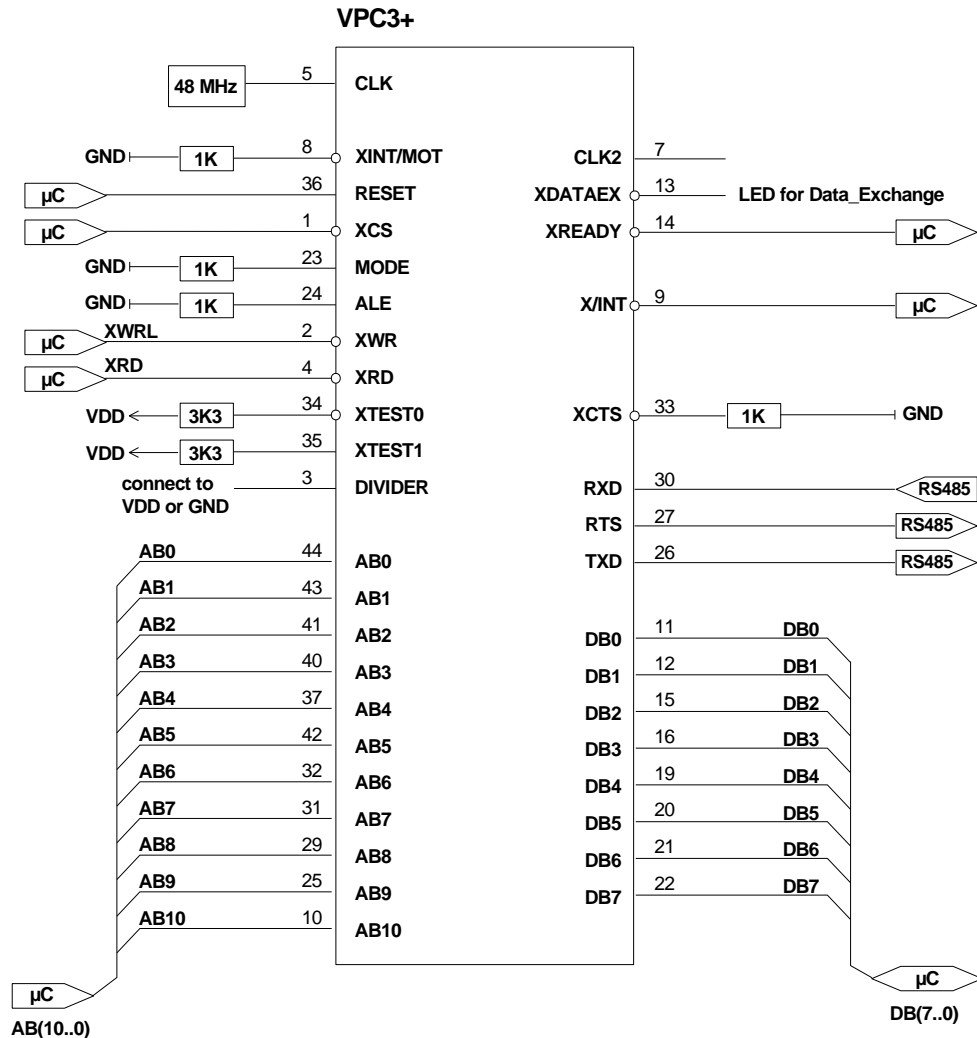 VPC3+
48 MHz 5 CLK
GND 1K 8 XINT/MOT CLK2 7
µC 36 RESET XDATAEX 13 LED for Data_Exchange
µC 1 XCS XREADY 14 µC
GND 1K 23 MODE
GND 1K 24 ALE X/INT 9 µC
µC XWRL 2 XWR
µC XRD 4 XRD
VDD 3K3 34 XTEST0 XCTS 33 1K GND
VDD 3K3 35 XTEST1
connect to
VDD or GND 3 DIVIDER RXD 30 RS485
RTS 27 RS485
AB0 44 AB0 TXD 26 RS485
AB1 43 AB1
AB2 41 AB2 DB0 11 DB0
AB3 40 AB3 DB1 12 DB1
AB4 37 AB4 DB2 15 DB2
AB5 42 AB5 DB3 16 DB3
AB6 32 AB6 DB4 19 DB4
AB7 31 AB7 DB5 20 DB5
AB8 29 AB8 DB6 21 DB6
AB9 25 AB9 DB7 22 DB7
AB10 10 AB10
µC µC
AB(10..0) DB(7..0)